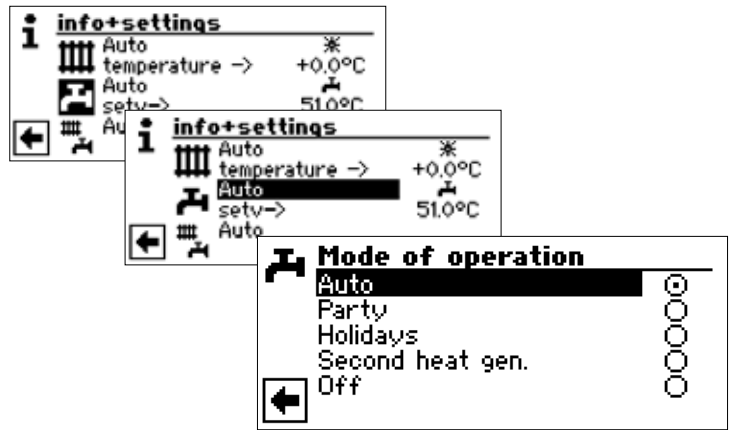 info+settings
Auto
temperature -> +0.0°C
Auto
setv-> 51.0°C
Au
info+settings
Auto
temperature -> +0.0°C
Auto
setv-> 51.0°C
Auto
Mode of operation
Auto
Party
Holidays
Second heat gen.
Off